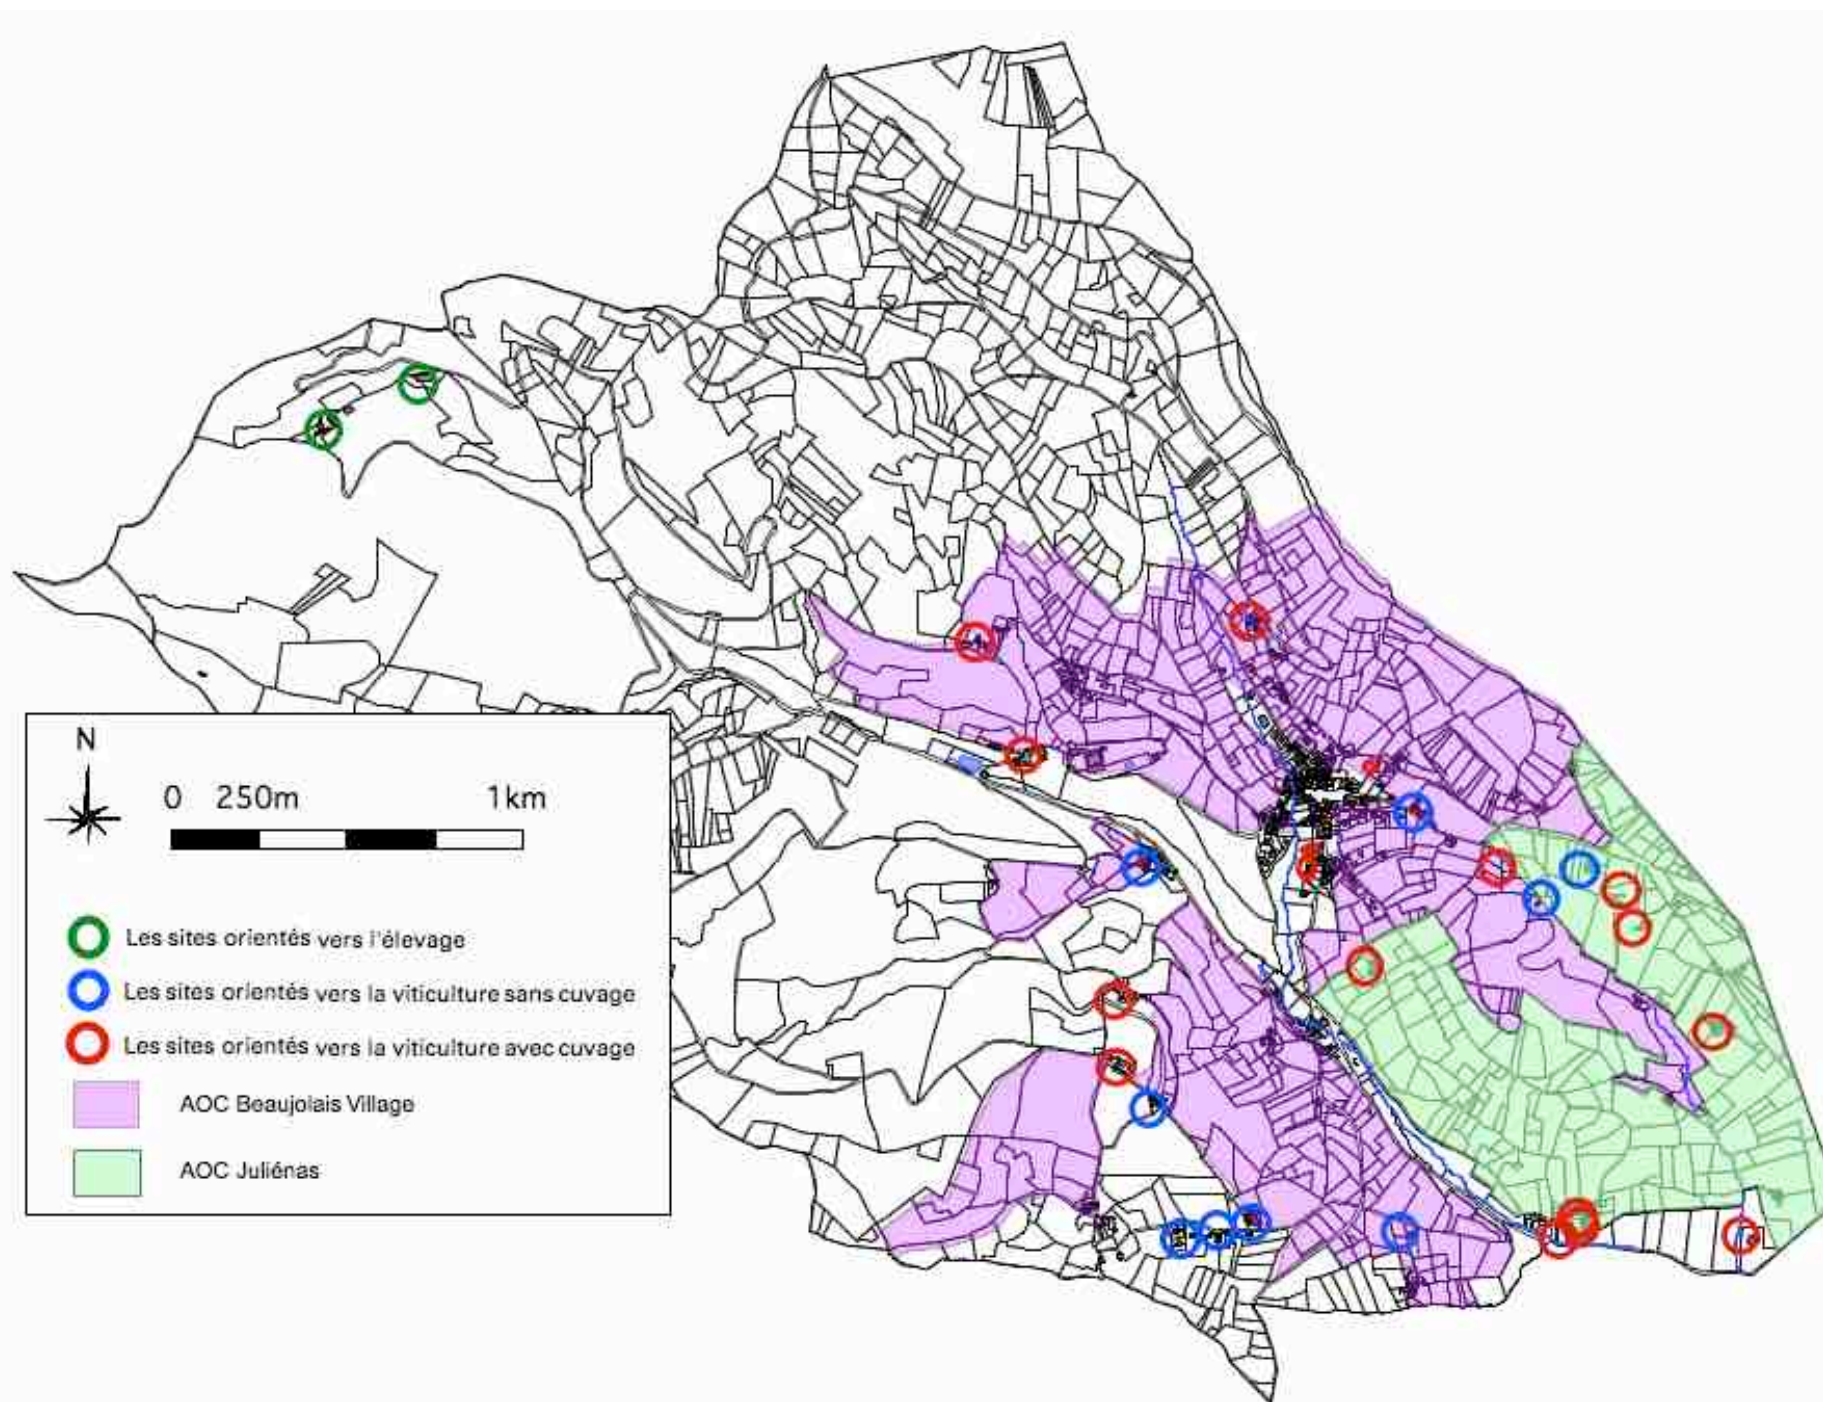 N
0 250m 1km
Les sites orientés vers l'élevage
Les sites orientés vers la viticulture sans cuvage
Les sites orientés vers la viticulture avec cuvage
AOC Beaujolais Village
AOC Juliénas